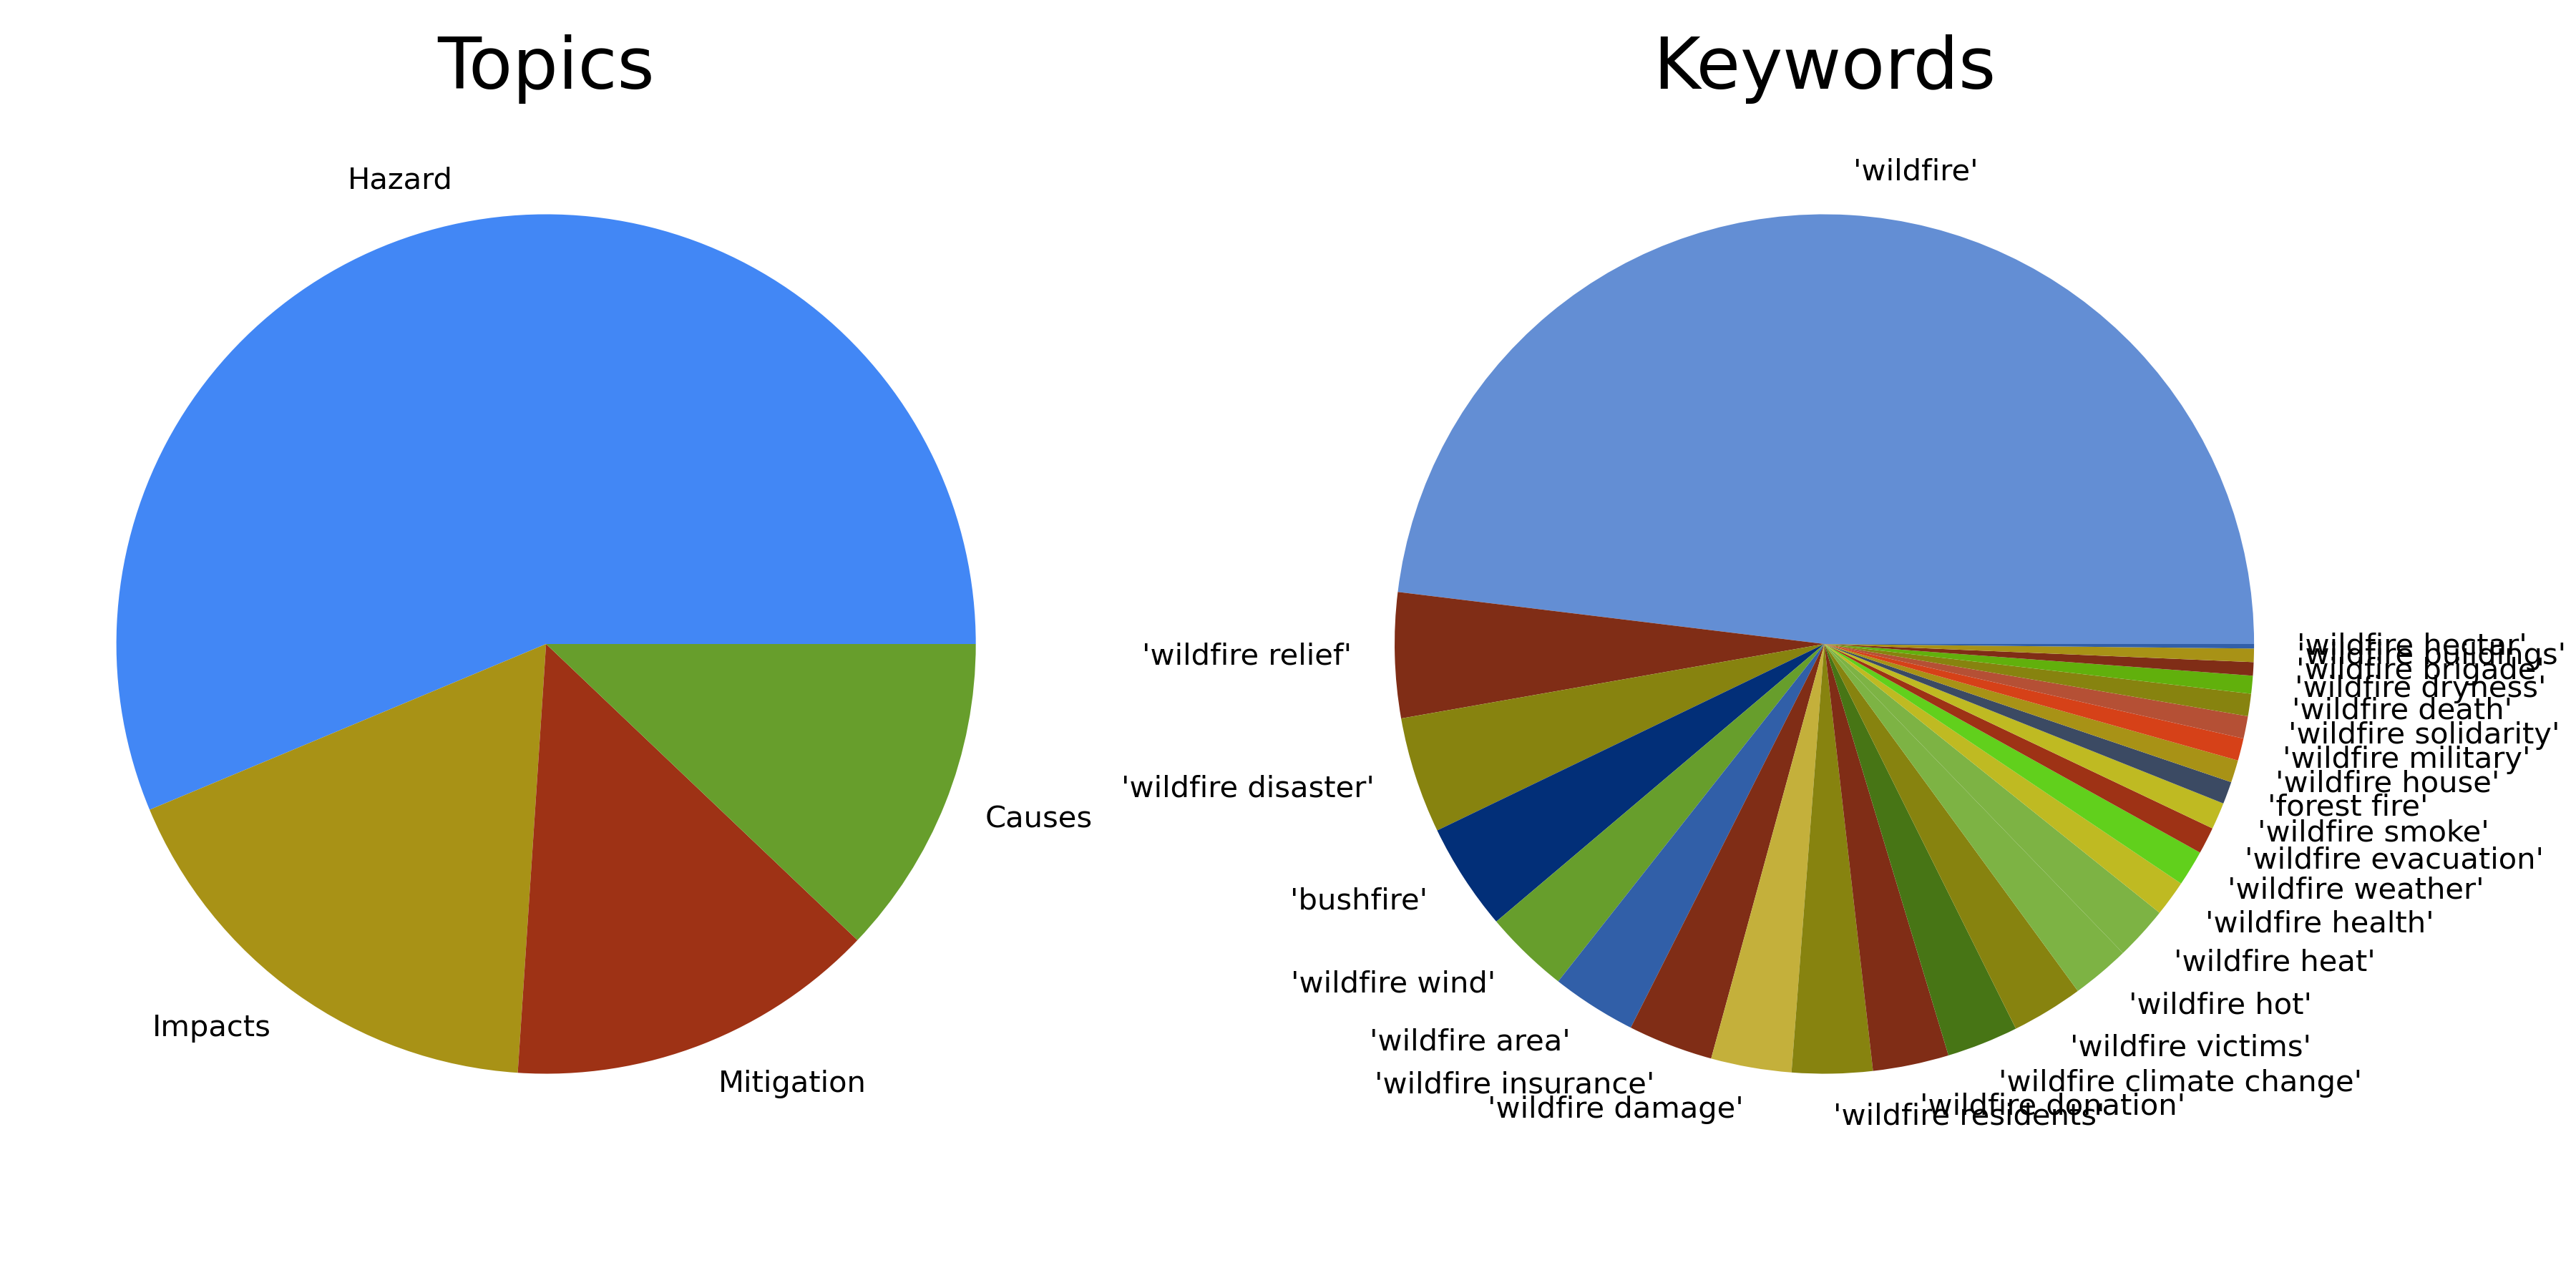 Topics
Hazard
Impacts
Mitigation
Causes
Keywords
'wildfire'
'wildfire relief'
'wildfire disaster'
'bushfire'
'wildfire wind'
'wildfire area'
'wildfire insurance'
'wildfire damage'
'wildfire residents'
'wildfire donation'
'wildfire climate change'
'wildfire victims'
'wildfire hot'
'wildfire heat'
'wildfire health'
'wildfire weather'
'wildfire evacuation'
'wildfire smoke'
'forest fire'
'wildfire house'
'wildfire military'
'wildfire solidarity'
'wildfire death'
'wildfire dryness'
'wildfire brigade'
'wildfire buildings'
'wildfire hectar'